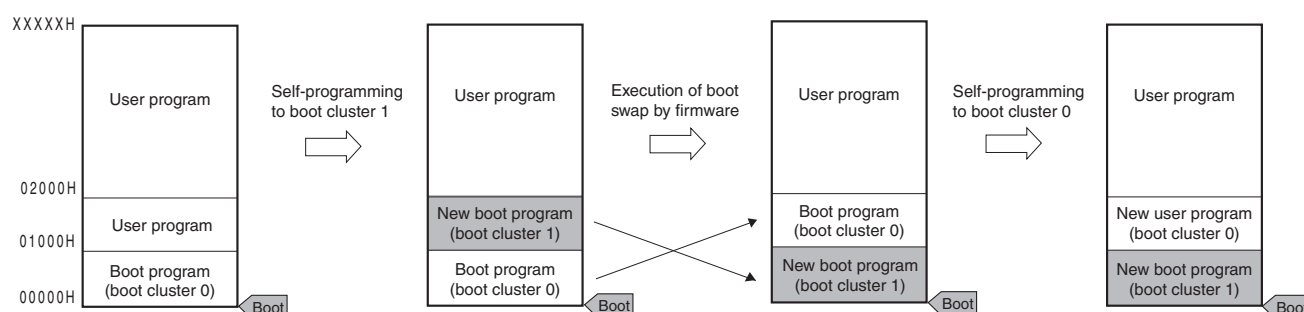 XXXXXH
User program
Self-programming
to boot cluster 1
User program
Execution of boot
swap by firmware
User program
Self-programming
to boot cluster 0
User program
02000H
User program
01000H
Boot program
(boot cluster 0)
00000H
Boot
New boot program
(boot cluster 1)
Boot program
(boot cluster 0)
Boot
Boot program
(boot cluster 0)
New boot program
(boot cluster 1)
Boot
New user program
(boot cluster 0)
New boot program
(boot cluster 1)
Boot